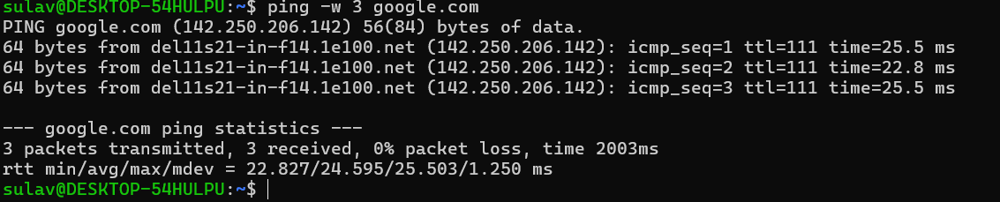 sulav@DESKTOP-54HULPU:~$ ping -w 3 google.com
PING google.com (142.250.206.142) 56(84) bytes of data.
64 bytes from del11s21-in-f14.1e100.net (142.250.206.142): icmp_seq=1 ttl=111 time=25.5 ms
64 bytes from del11s21-in-f14.1e100.net (142.250.206.142): icmp_seq=2 ttl=111 time=22.8 ms
64 bytes from del11s21-in-f14.1e100.net (142.250.206.142): icmp_seq=3 ttl=111 time=25.5 ms
--- google.com ping statistics ---
3 packets transmitted, 3 received, 0% packet loss, time 2003ms
rtt min/avg/max/mdev = 22.827/24.595/25.503/1.250 ms
sulav@DESKTOP-54HULPU:~$